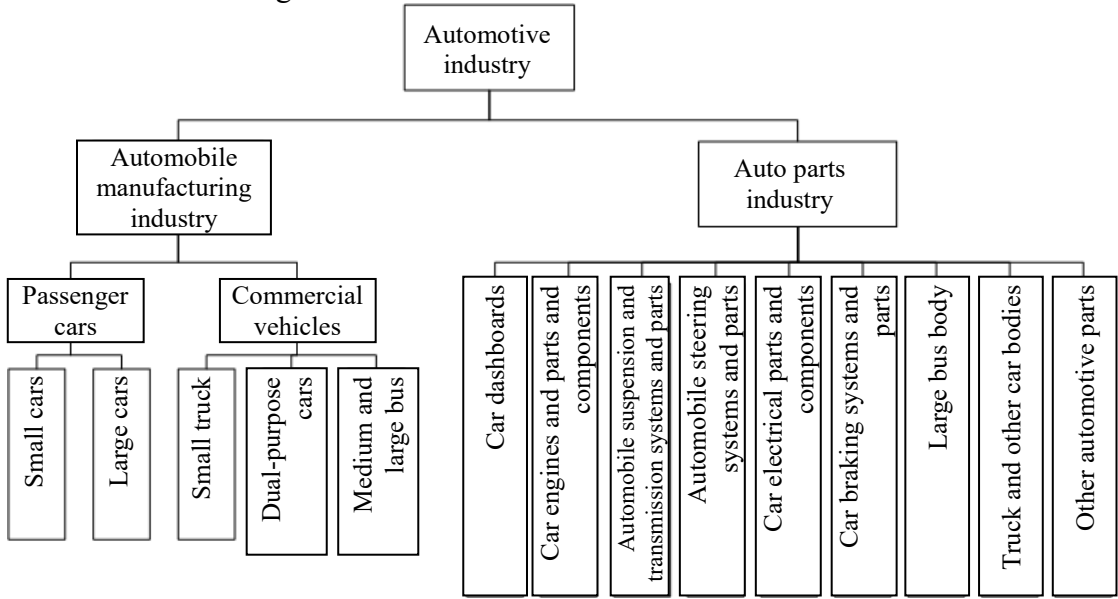 Automotive
industry
Automobile
manufacturing
industry
Auto parts
industry
Passenger
cars
Commercial
vehicles
Small cars
Large cars
Small truck
Dual-purpose
cars
Medium and
large bus
Car dashboards
Car engines and parts and
components
Automobile suspension and
transmission systems and parts
Automobile steering
systems and parts
Car electrical parts and
components
Car braking systems and
parts
Large bus body
Truck and other car bodies
Other automotive parts